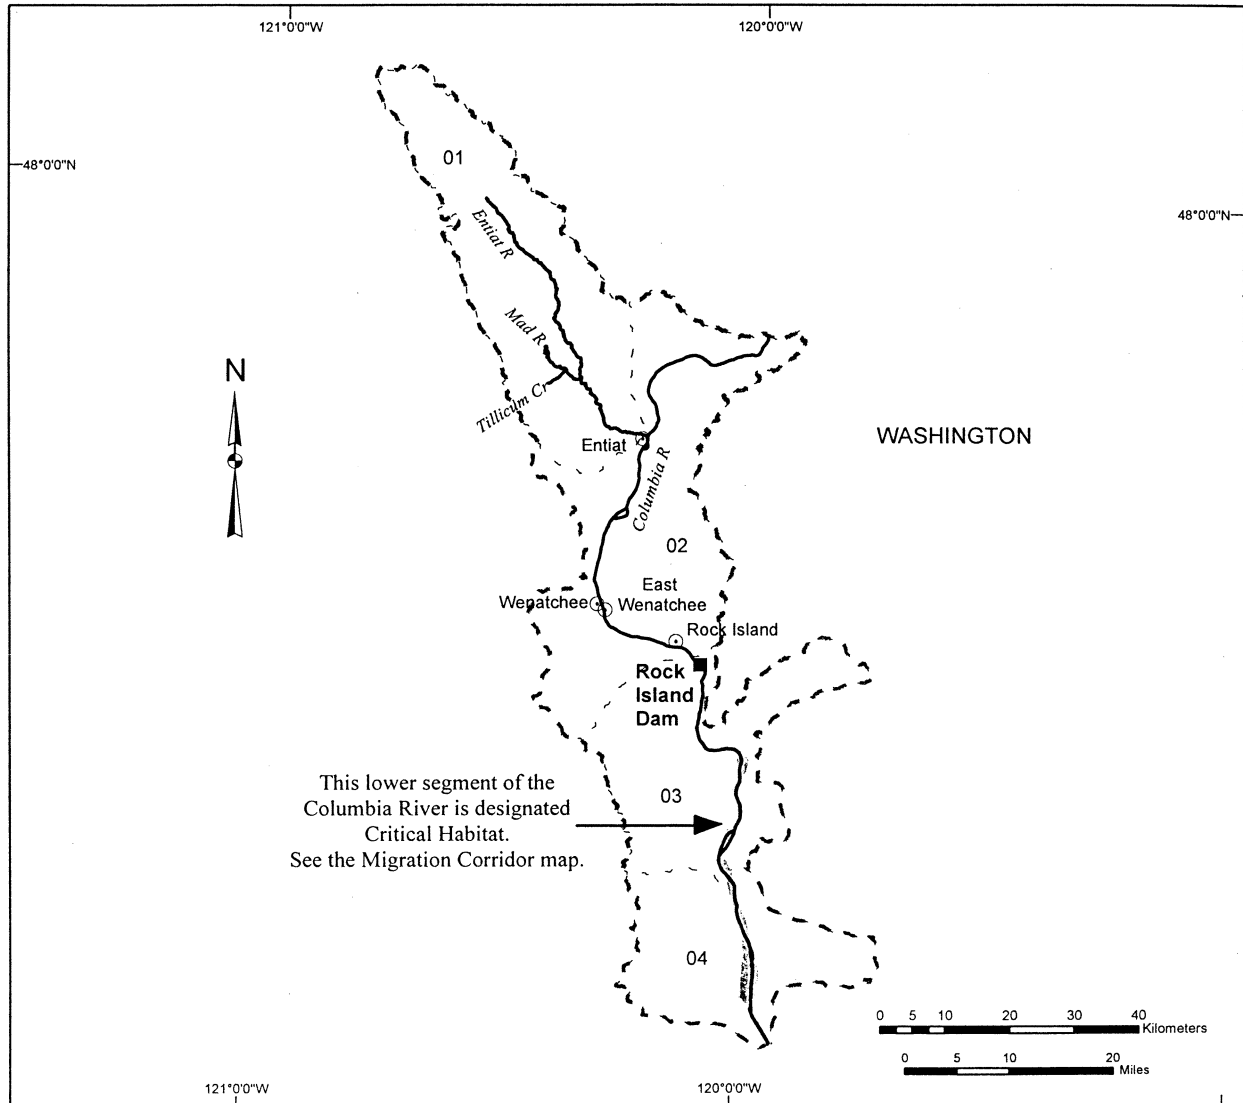 121°0'0"W
120°0'0"W
48°0'0"N
01
48°0'0"N
Entiat R
Mad R
N
Tillicum Cr
WASHINGTON
Entiat
Columbia R
02
East
Wenatchee
Wenatchee
Rock Island
Rock
Island
Dam
This lower segment of the
Columbia River is designated
Critical Habitat.
See the Migration Corridor map.
03
04
0 5 10 20 30 40
Kilometers
0 5 10 20
Miles
121°0'0"W
120°0'0"W